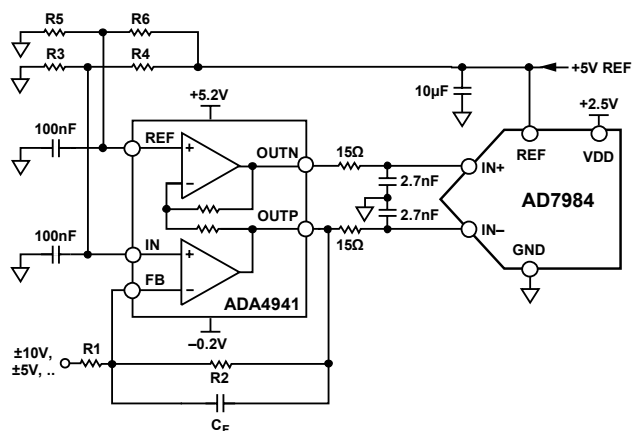 R5
R6
R3
R4
+5V REF
10µF
+5.2V
+2.5V
100nF
REF
OUTN
15Ω
REF
VDD
IN+
2.7nF
AD7984
OUTP
2.7nF
100nF
15Ω
IN–
IN
GND
FB
ADA4941
–0.2V
±10V,
±5V, ..
R1
R2
CF